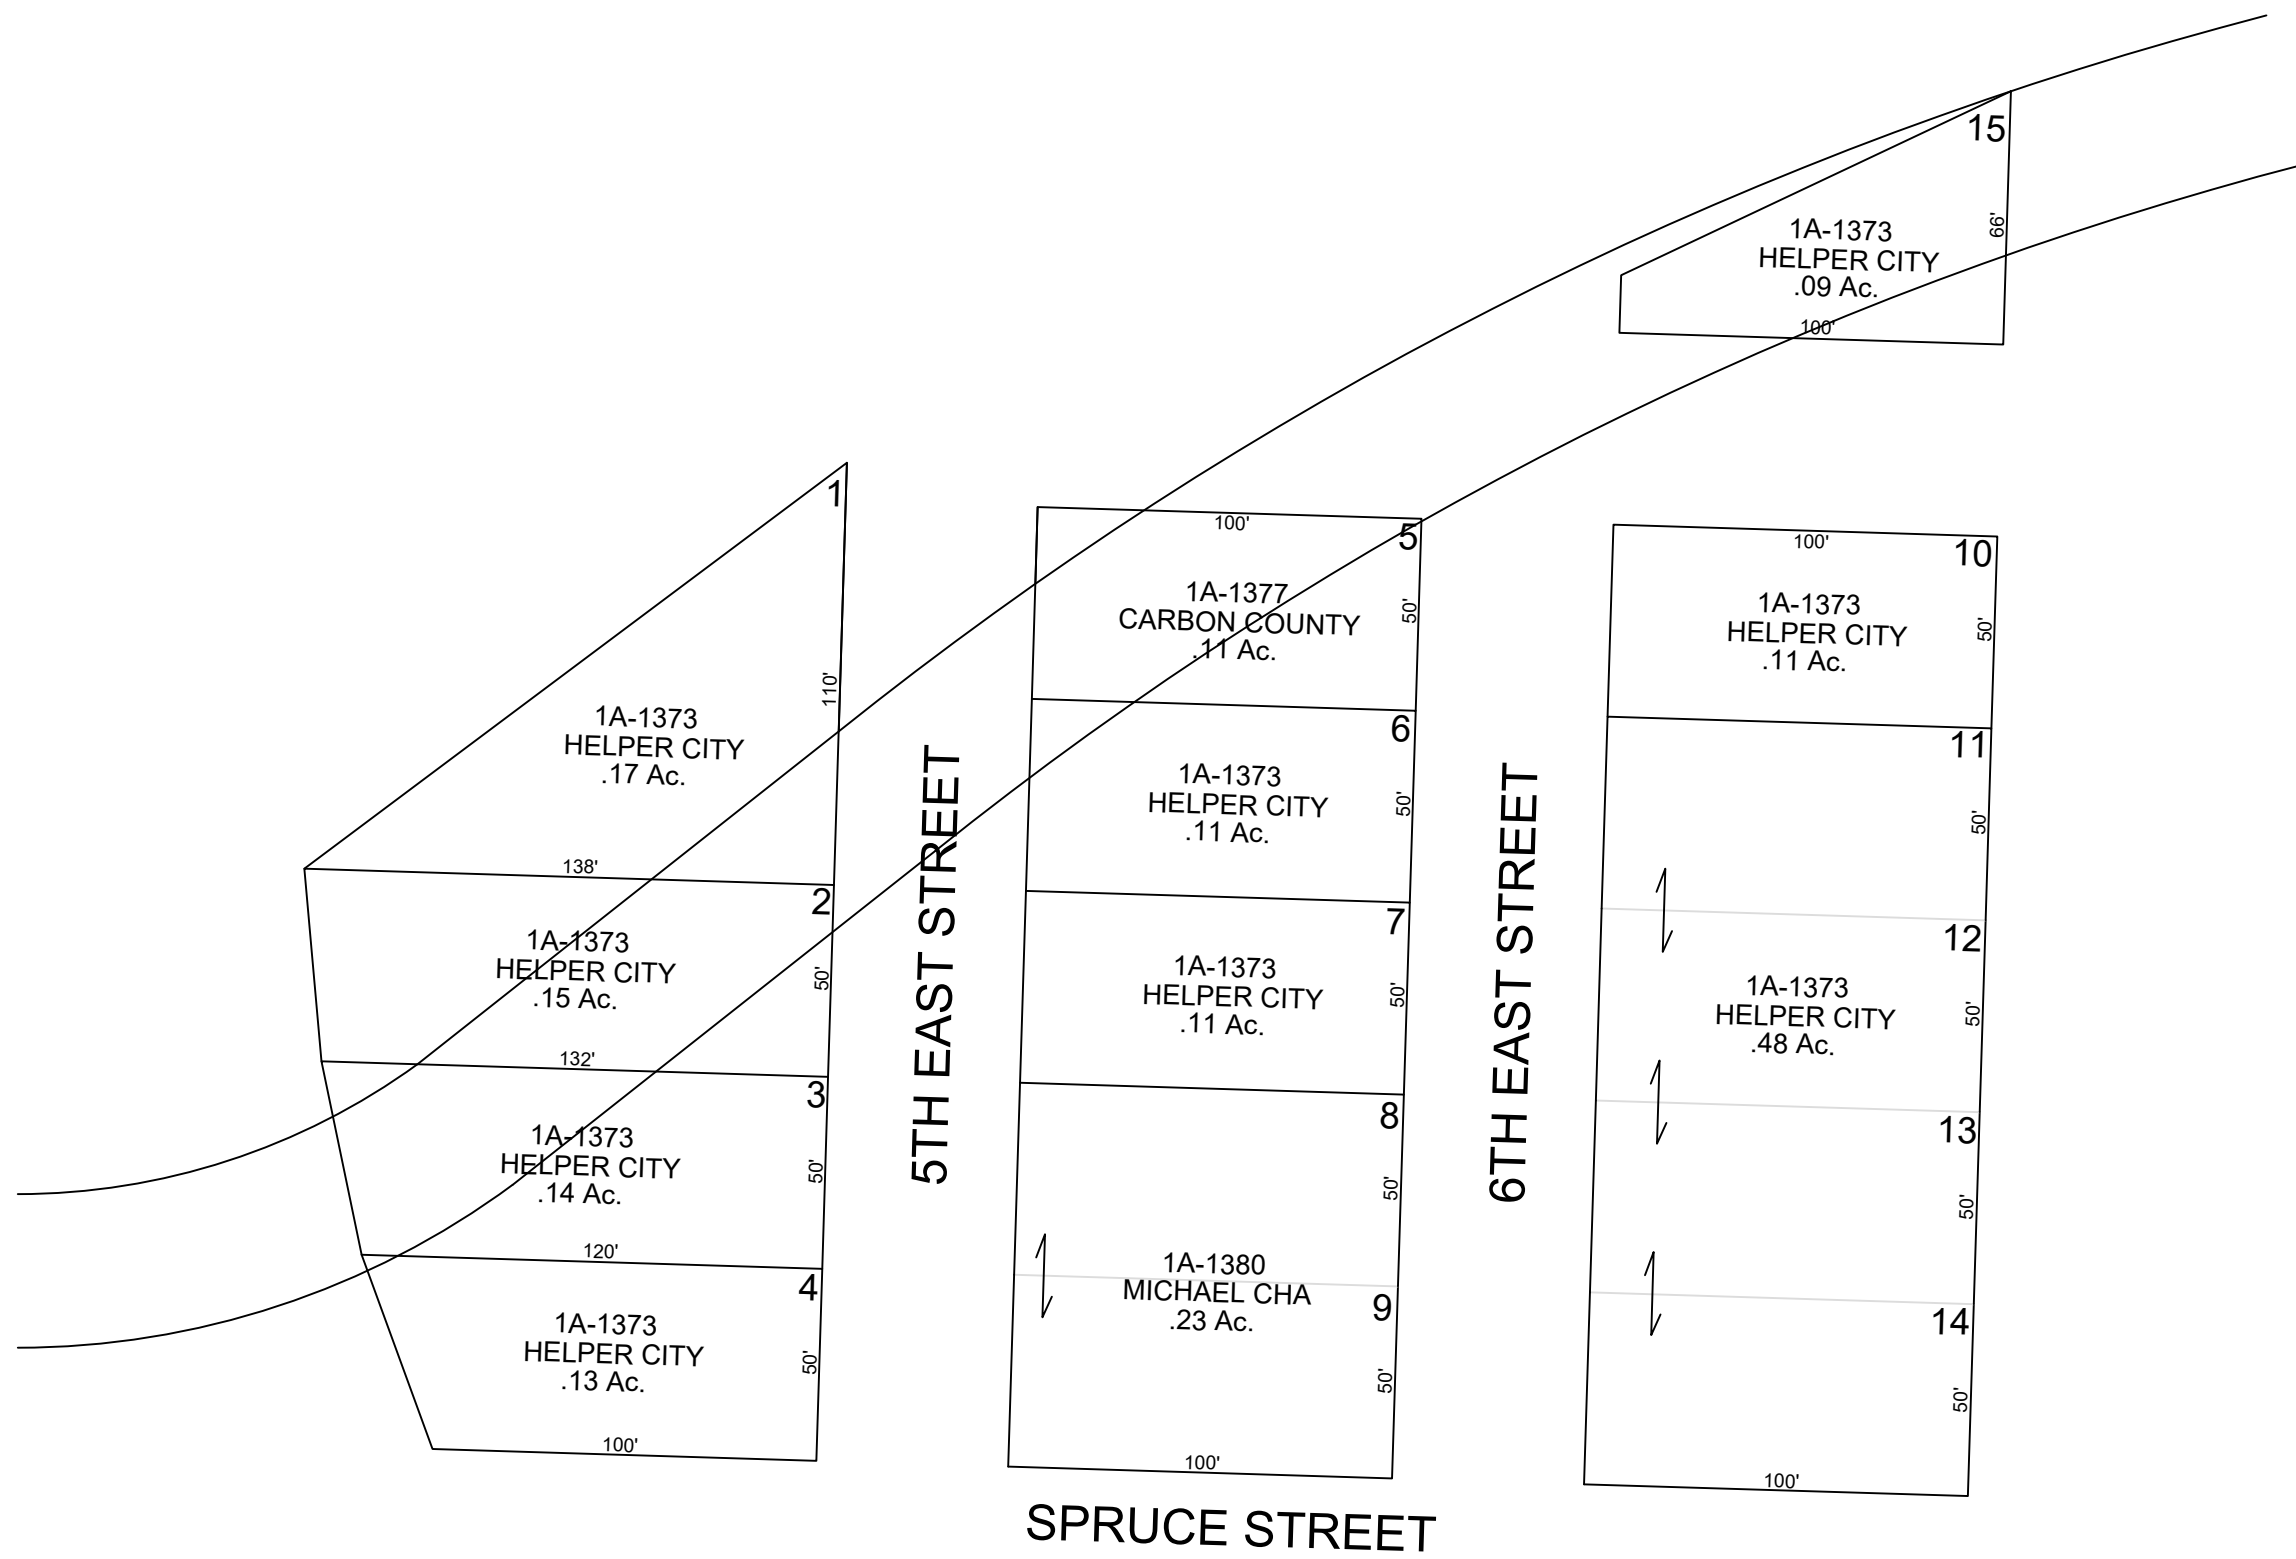 15
1A-1373
HELPER CITY
.09 Ac.
66'
100'
1
110'
1A-1373
HELPER CITY
.17 Ac.
138'
2
1A-1373
HELPER CITY
.15 Ac.
50'
132'
3
1A-1373
HELPER CITY
.14 Ac.
50'
120'
4
1A-1373
HELPER CITY
.13 Ac.
50'
100'
5TH EAST STREET
100'
5
1A-1377
CARBON COUNTY
.11 Ac.
50'
6
1A-1373
HELPER CITY
.11 Ac.
50'
7
1A-1373
HELPER CITY
.11 Ac.
50'
8
50'
1A-1380
MICHAEL CHA
.23 Ac.
9
50'
100'
6TH EAST STREET
100'
10
1A-1373
HELPER CITY
.11 Ac.
50'
11
50'
12
1A-1373
HELPER CITY
.48 Ac.
50'
13
50'
14
50'
100'
SPRUCE STREET